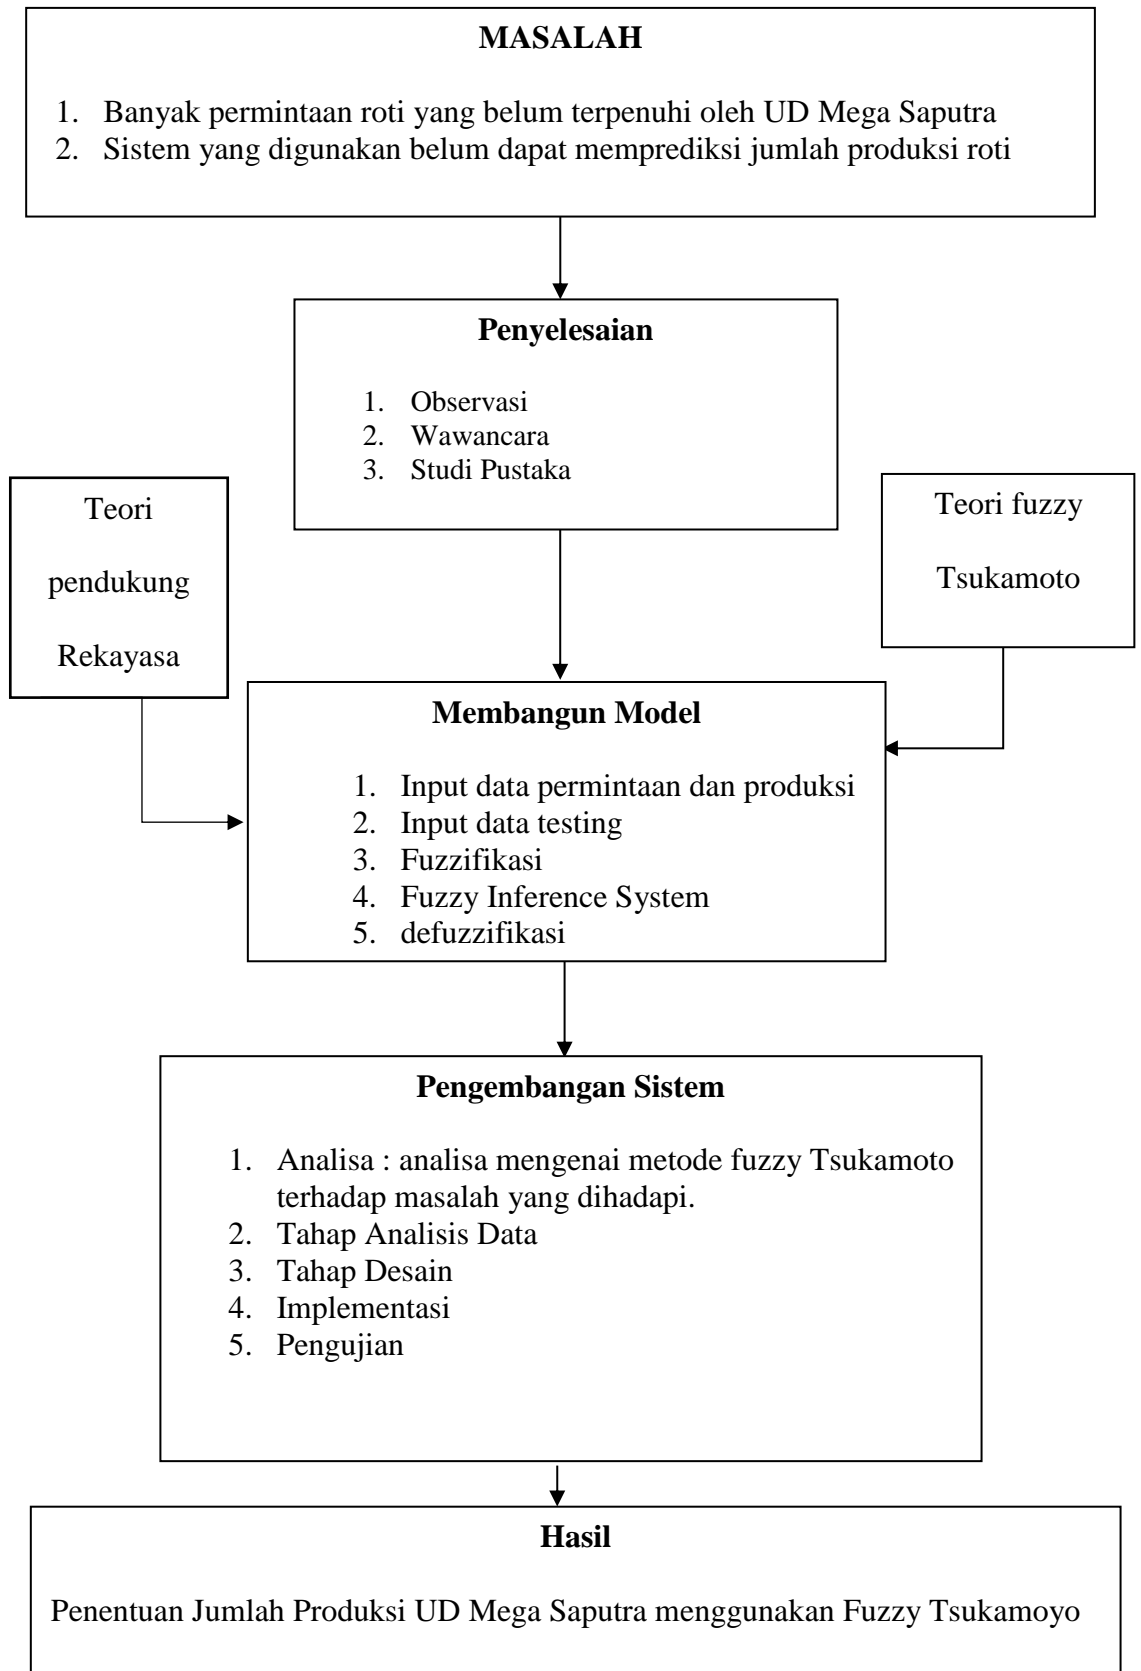 MASALAH
1. Banyak permintaan roti yang belum terpenuhi oleh UD Mega Saputra
2. Sistem yang digunakan belum dapat memprediksi jumlah produksi roti
Penyelesaian
1. Observasi
2. Wawancara
3. Studi Pustaka
Teori
pendukung
Rekayasa
Teori fuzzy
Tsukamoto
Membangun Model
1. Input data permintaan dan produksi
2. Input data testing
3. Fuzzifikasi
4. Fuzzy Inference System
5. defuzzifikasi
Pengembangan Sistem
1. Analisa : analisa mengenai metode fuzzy Tsukamoto
terhadap masalah yang dihadapi.
2. Tahap Analisis Data
3. Tahap Desain
4. Implementasi
5. Pengujian
Hasil
Penentuan Jumlah Produksi UD Mega Saputra menggunakan Fuzzy Tsukamoyo